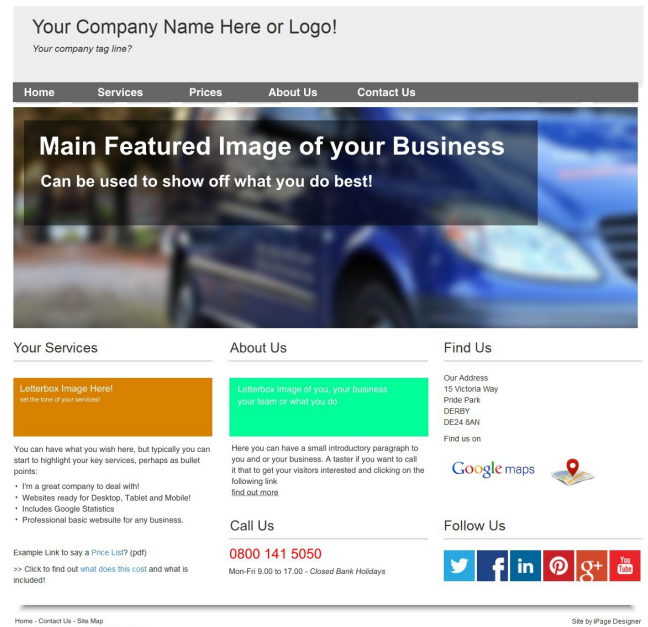 Your Company Name Here or Logo!
Your company tag line?
Home Services Prices About Us Contact Us
Main Featured Image of your Business
Can be used to show off what you do best!
Your Services
Letterbox Image Here!
set the tone of your services!
You can have what you wish here, but typically you can
start to highlight your key services, perhaps as bullet
points:
• I'm a great company to deal with!
• Websites ready for Desktop, Tablet and Mobile!
• Includes Google Statistics
• Professional basic websuite for any business.
Example Link to say a Price List? (pdf)
>> Click to find out what does this cost and what is
included!
About Us
Letterbox Image of you, your business
your team or what you do
Here you can have a small introductory paragraph to
you and or your business. A taster if you want to call
it that to get your visitors interested and clicking on the
following link
find out more
Call Us
0800 141 5050
Mon-Fri 9.00 to 17.00 - Closed Bank Holidays
Find Us
Our Address
15 Victoria Way
Pride Park
DERBY
DE24 8AN
Find us on
Google maps
Follow Us
f in g+ You Tube
Home - Contact Us - Site Map
Site by iPage Designer